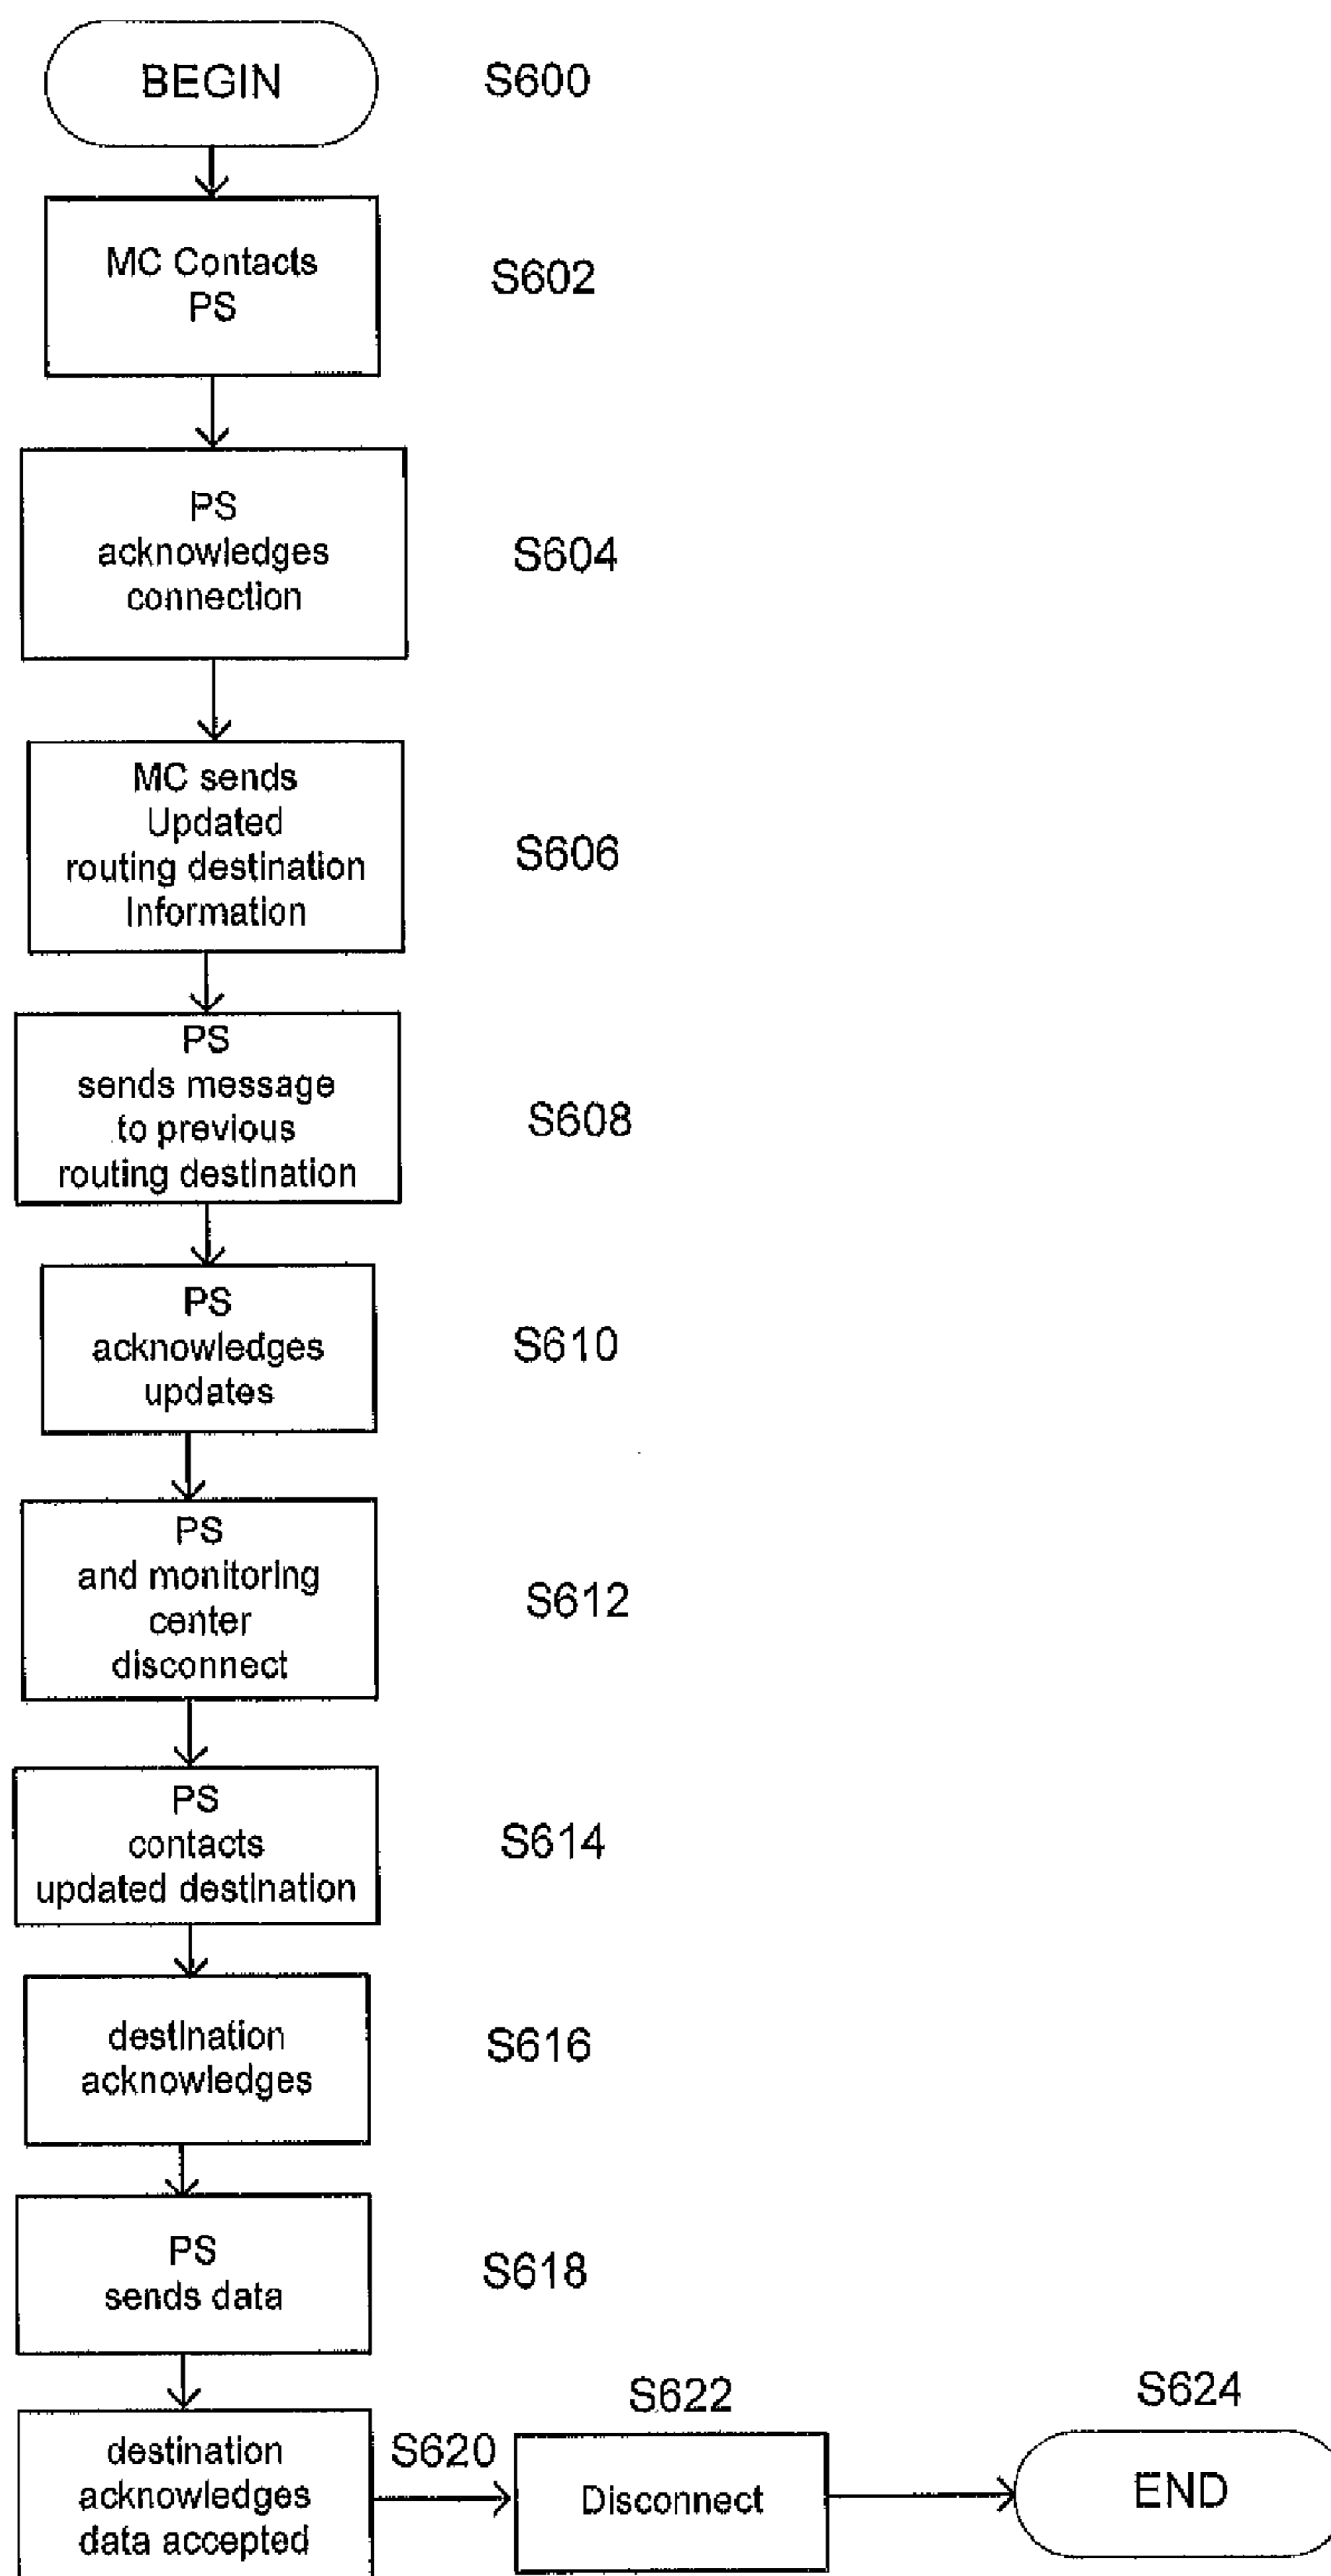 BEGIN
S600
MC Contacts
PS
S602
PS
acknowledges
connection
S604
MC sends
Updated
routing destination
Information
S606
PS
sends message
to previous
routing destination
S608
PS
acknowledges
updates
S610
PS
and monitoring
center
disconnect
S612
PS
contacts
updated destination
S614
destination
acknowledges
S616
PS
sends data
S618
destination
acknowledges
data accepted
S620
S622
Disconnect
S624
END